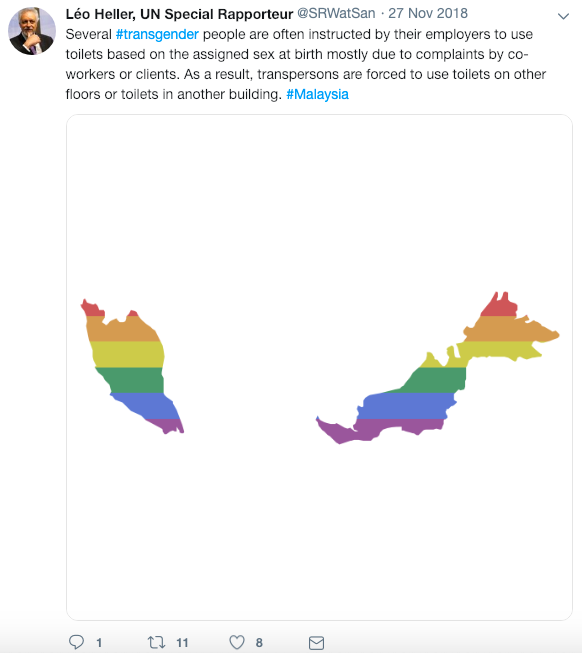 Léo Heller, UN Special Rapporteur @SRWatSan · 27 Nov 2018
Several #transgender people are often instructed by their employers to use
toilets based on the assigned sex at birth mostly due to complaints by co-
workers or clients. As a result, transpersons are forced to use toilets on other
floors or toilets in another building. #Malaysia
1 11 8